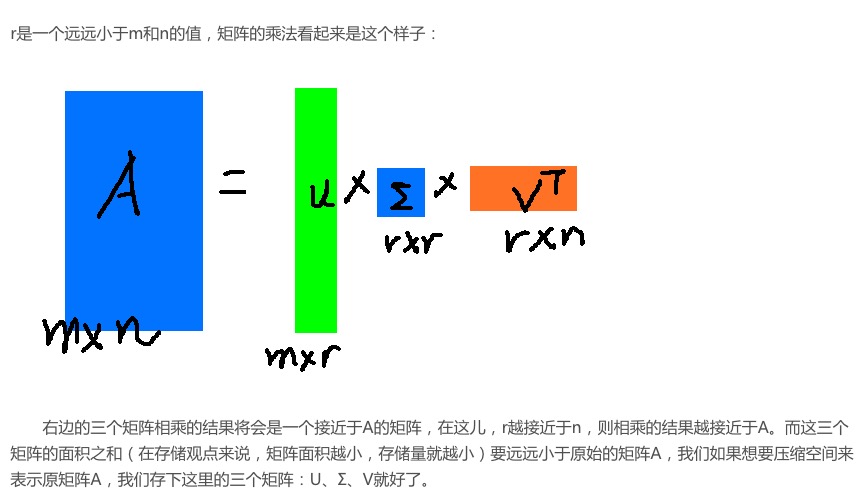 r是一个远远小于m和n的值，矩阵的乘法看起来是这个样子：
A = U × Σ × V^T
m×n
m×r
r×r
r×n
右边的三个矩阵相乘的结果将会是一个接近于A的矩阵，在这儿，r越接近于n，则相乘的结果越接近于A。而这三个
矩阵的面积之和（在存储观点来说，矩阵面积越小，存储量就越小）要远远小于原始的矩阵A，我们如果想要压缩空间来
表示原矩阵A，我们存下这里的三个矩阵：U、Σ、V就好了。